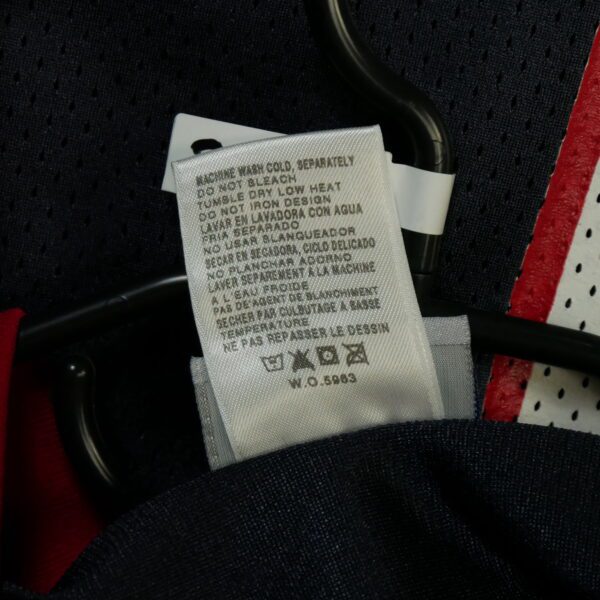 MACHINE WASH COLD, SEPARATELY
DO NOT BLEACH
TUMBLE DRY LOW HEAT
DO NOT IRON DESIGN
LAVAR EN LAVADORA CON AGUA
FRIA SEPARADO
NO USAR BLANQUEADOR
SECAR EN SECADORA, CICLO DELICADO
NO PLANCHAR ADORNO
LAVER SEPAREMENT À LA MACHINE
A L'EAU FROIDE
PAS DE AGENT DE BLANCHIMENT
SECHER PAR CULBUTAGE A BASSE
TEMPERATURE
NE PAS REPASSER LE DESSIN
W.O.5963